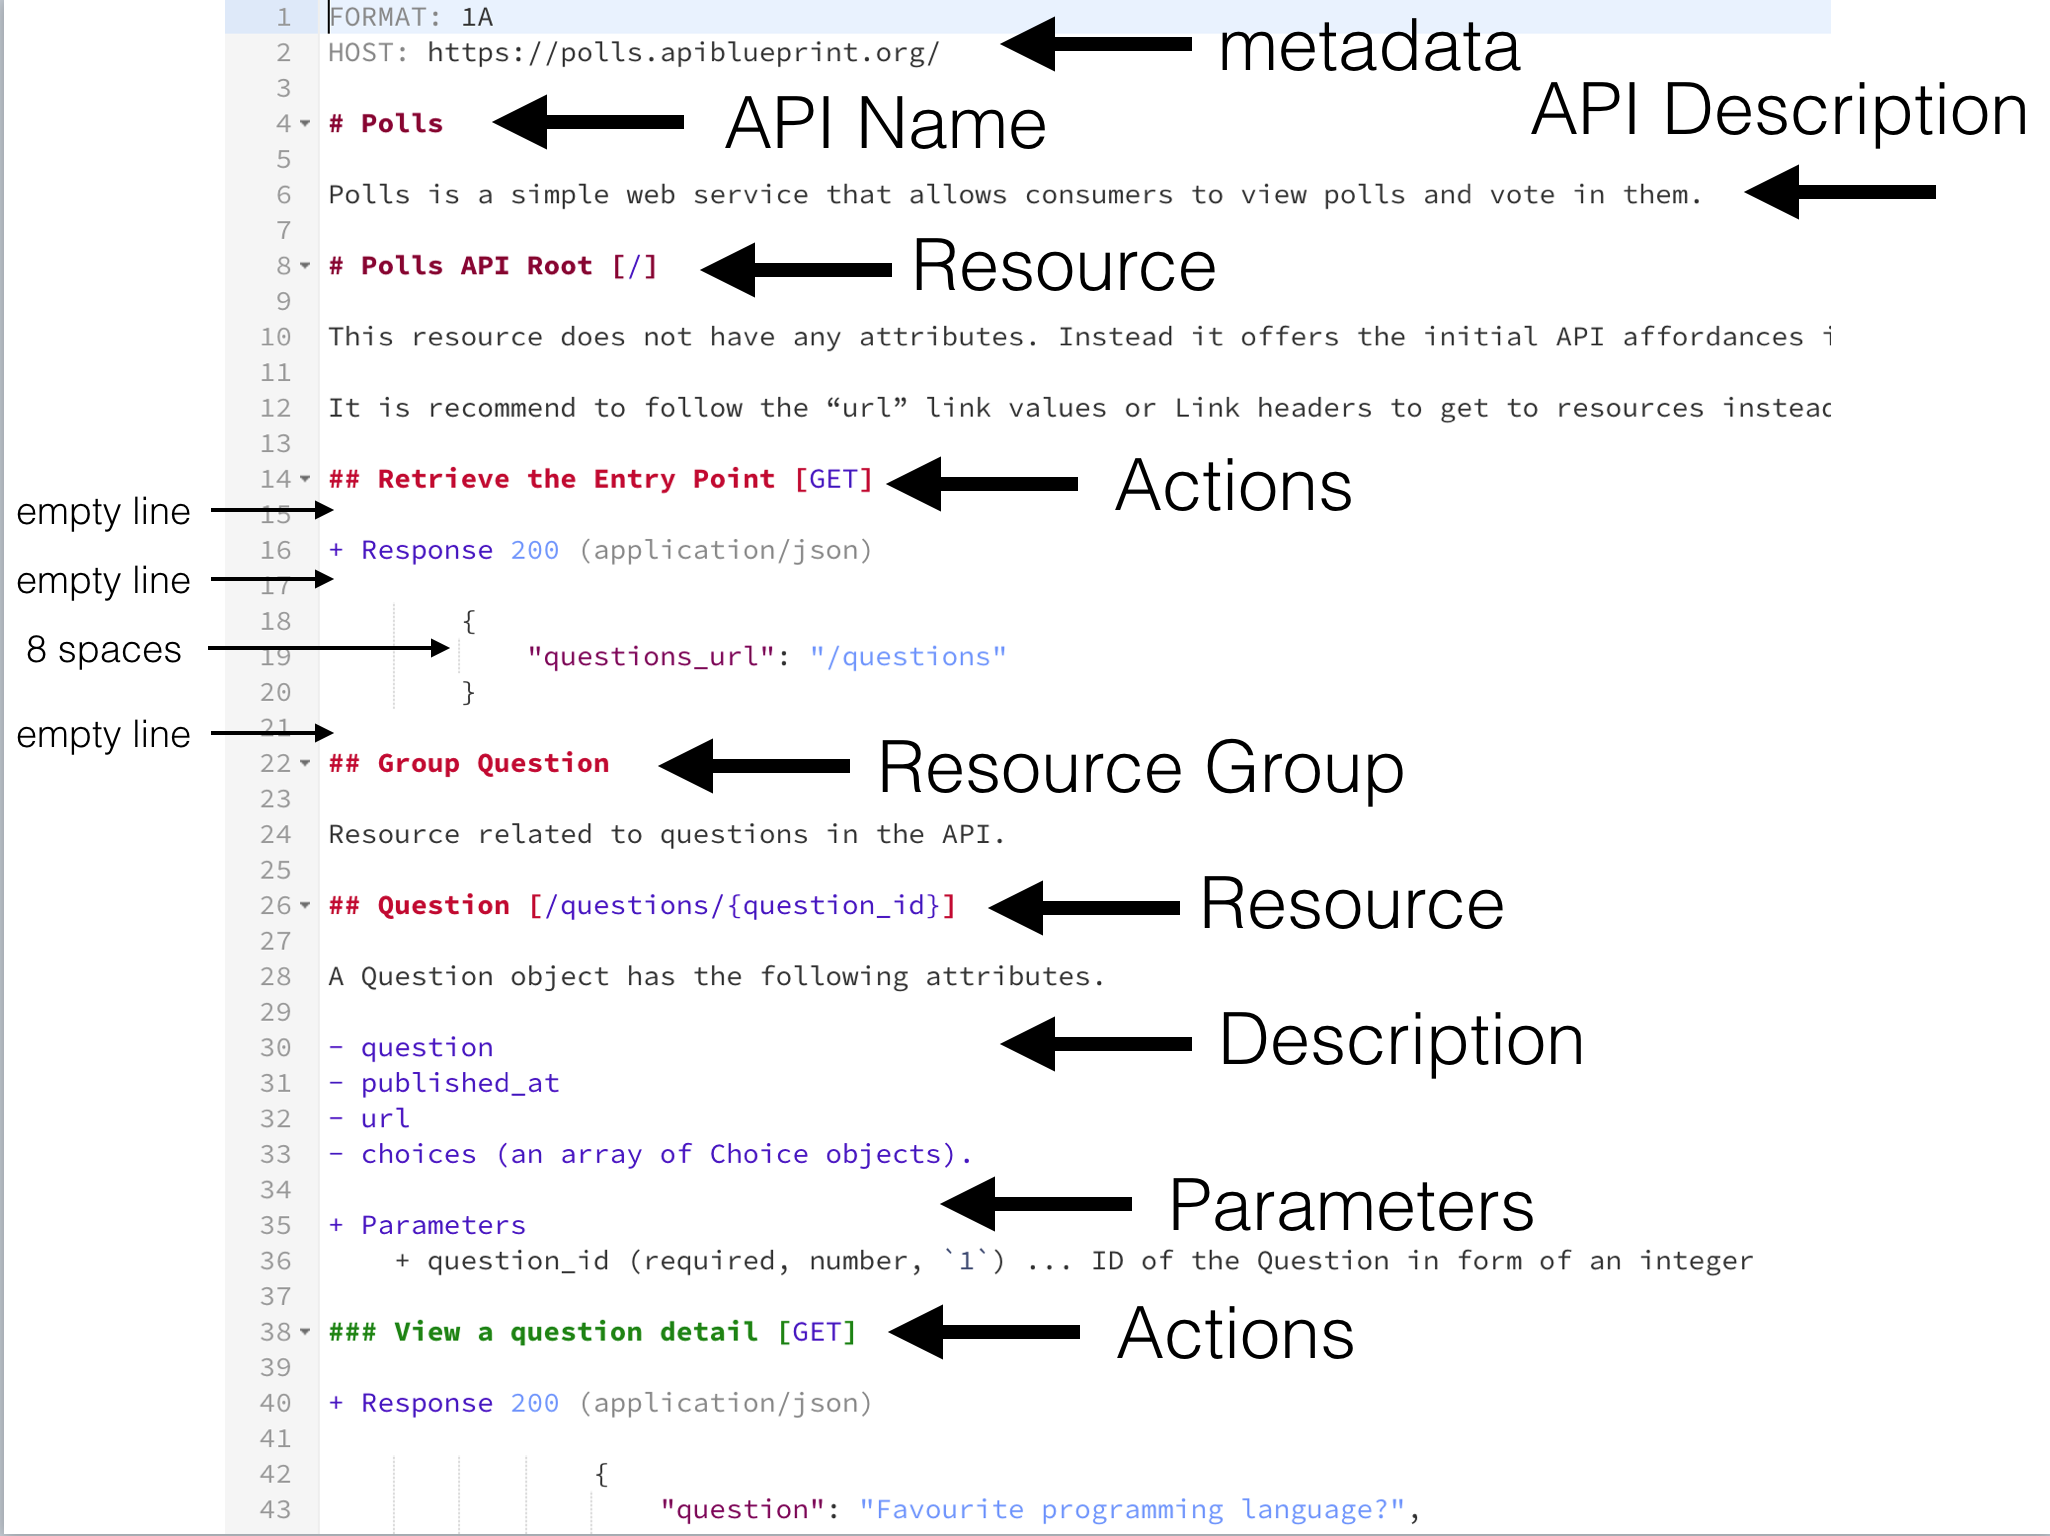 1 FORMAT: 1A
2 HOST: https://polls.apiblueprint.org/
metadata
3
API Description
4 # Polls
API Name
5
6 Polls is a simple web service that allows consumers to view polls and vote in them.
7
8 # Polls API Root [/]
Resource
9
10 This resource does not have any attributes. Instead it offers the initial API affordances i
11
12 It is recommend to follow the “url” link values or Link headers to get to resources instead
13
14 ## Retrieve the Entry Point [GET]
Actions
empty line
15
16 + Response 200 (application/json)
empty line
17
18 {
8 spaces
19 "questions_url": "/questions"
20 }
empty line
21
22 ## Group Question
Resource Group
23
24 Resource related to questions in the API.
25
26 ## Question [/questions/{question_id}]
Resource
27
28 A Question object has the following attributes.
29
Description
30 - question
31 - published_at
32 - url
33 - choices (an array of Choice objects).
34
Parameters
35 + Parameters
36 + question_id (required, number, `1`) ... ID of the Question in form of an integer
37
38 ### View a question detail [GET]
Actions
39
40 + Response 200 (application/json)
41
42 {
43 "question": "Favourite programming language?",